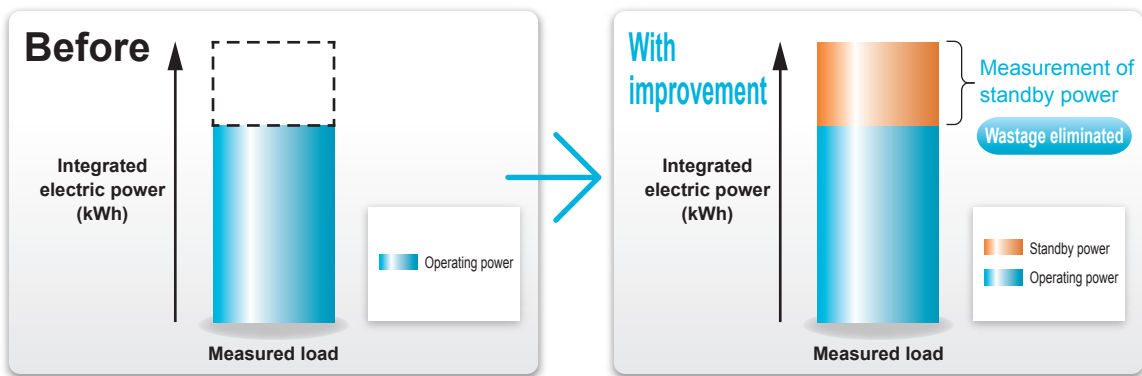 Before
Integrated
electric power
(kWh)
Operating power
Measured load
With
improvement
Measurement of
standby power
Wastage eliminated
Integrated
electric power
(kWh)
Standby power
Operating power
Measured load